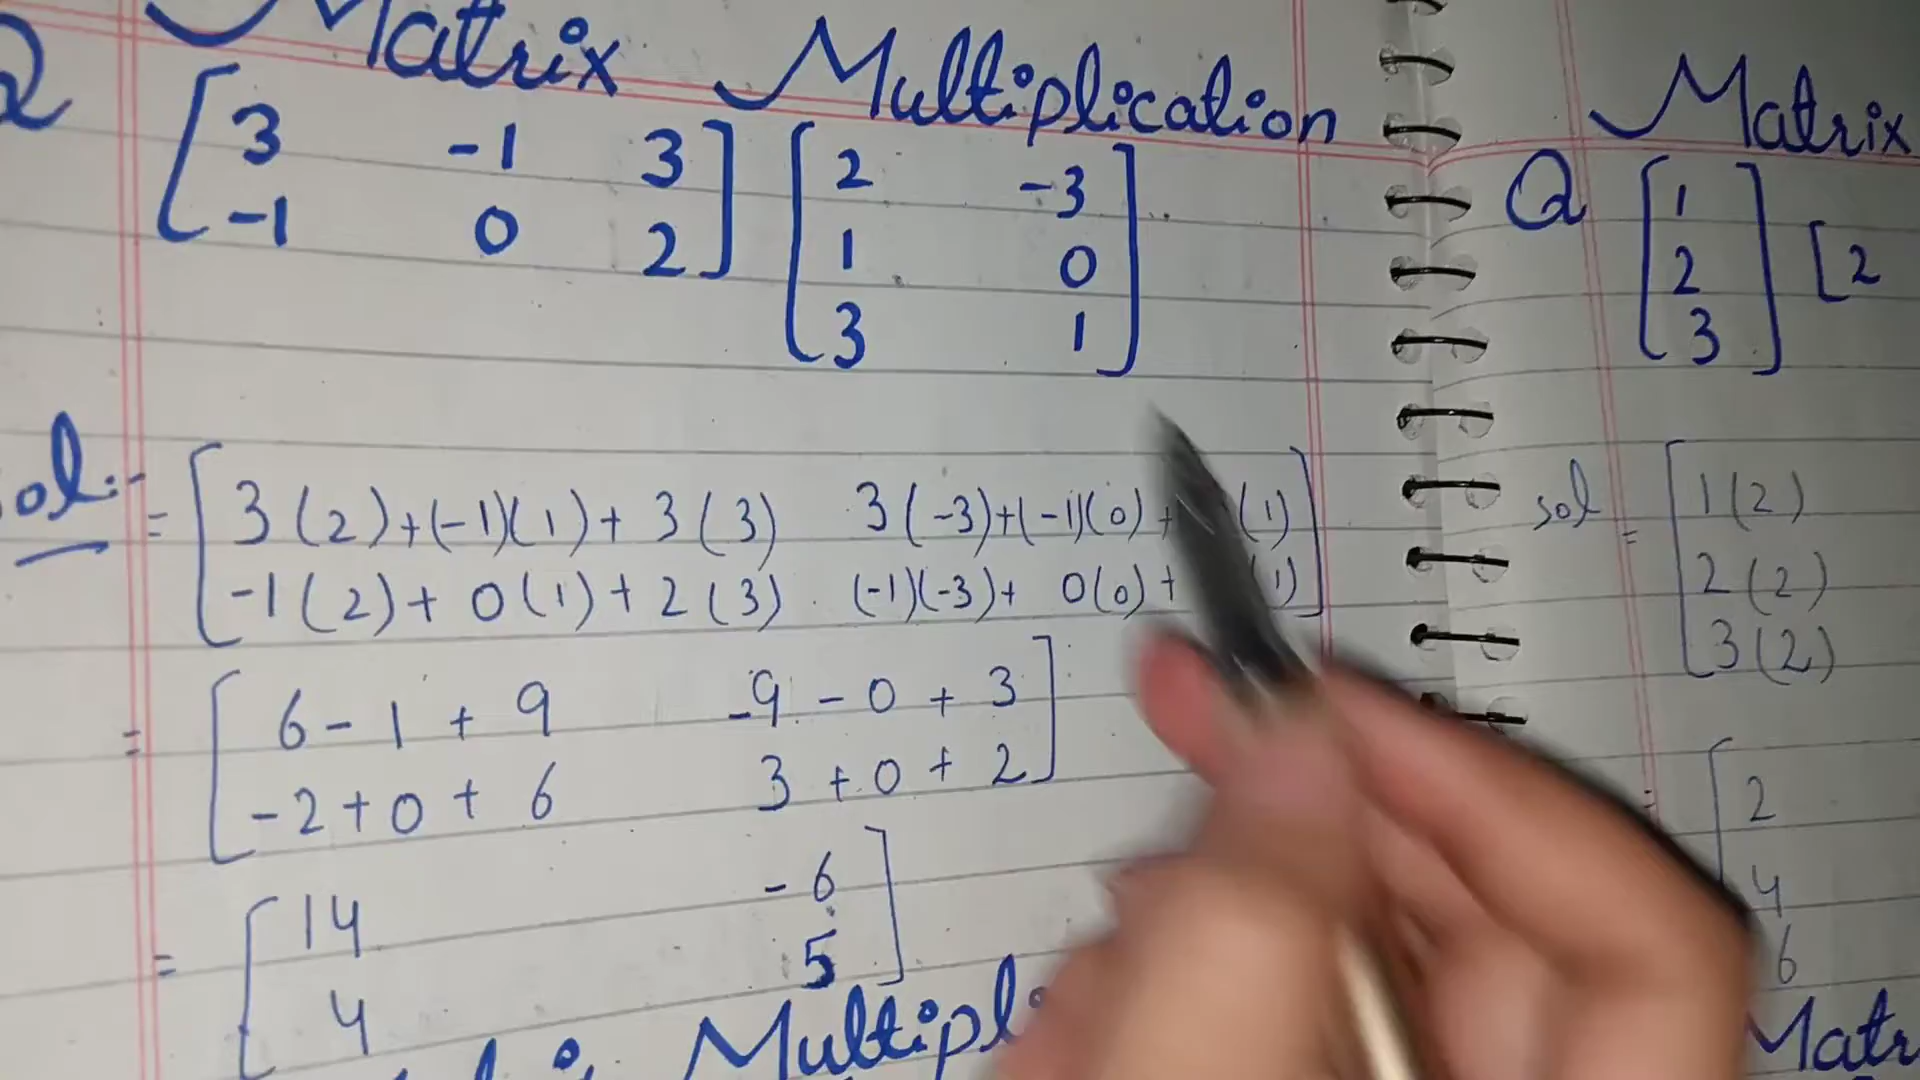 Matrix Multiplication
Q [3 -1 3] [2 -3]
[-1 0 2] [1 0]
[3 1]
Sol:- = [3(2)+(-1)(1)+3(3) 3(-3)+(-1)(0)+ (1)]
[-1(2)+0(1)+2(3) (-1)(-3)+ 0(0)+ (1)]
= [6-1+9 -9-0+3]
[-2+0+6 3+0+2]
= [14 -6]
[4 5]
Multipli
Matrix
Q [1] [2
[2]
[3]
sol = [1(2)
2(2)
3(2)
= [2
4
6
Matr